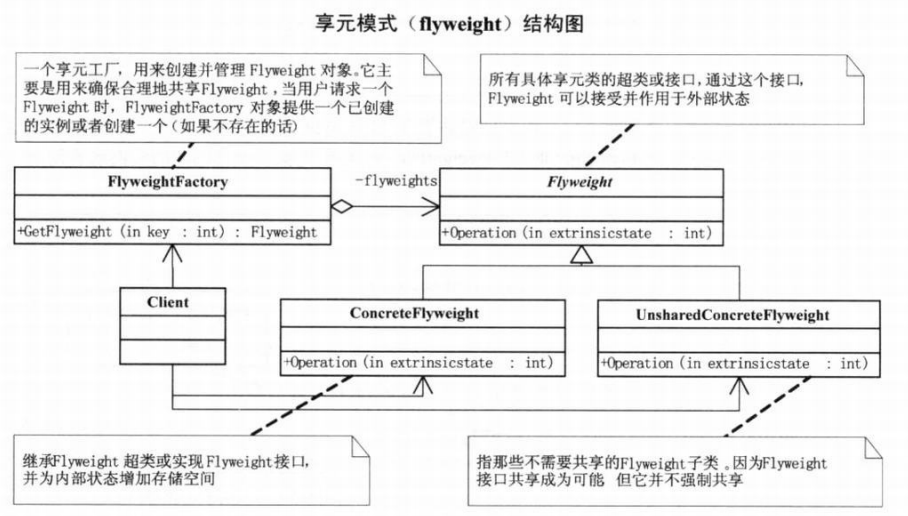 享元模式（flyweight）结构图
一个享元工厂，用来创建并管理Flyweight对象。它主
要是用来确保合理地共享Flyweight，当用户请求一个
Flyweight时，FlyweightFactory 对象提供一个已创建
的实例或者创建一个（如果不存在的话）
所有具体享元类的超类或接口，通过这个接口，
Flyweight 可以接受并作用于外部状态
FlyweightFactory
+GetFlyweight (in key : int) : Flyweight
-flyweights
Flyweight
+Operation (in extrinsicstate : int)
Client
ConcreteFlyweight
+Operation (in extrinsicstate : int)
UnsharedConcreteFlyweight
+Operation (in extrinsicstate : int)
继承Flyweight 超类或实现Flyweight接口，
并为内部状态增加存储空间
指那些不需要共享的Flyweight子类。因为Flyweight
接口共享成为可能 但它并不强制共享